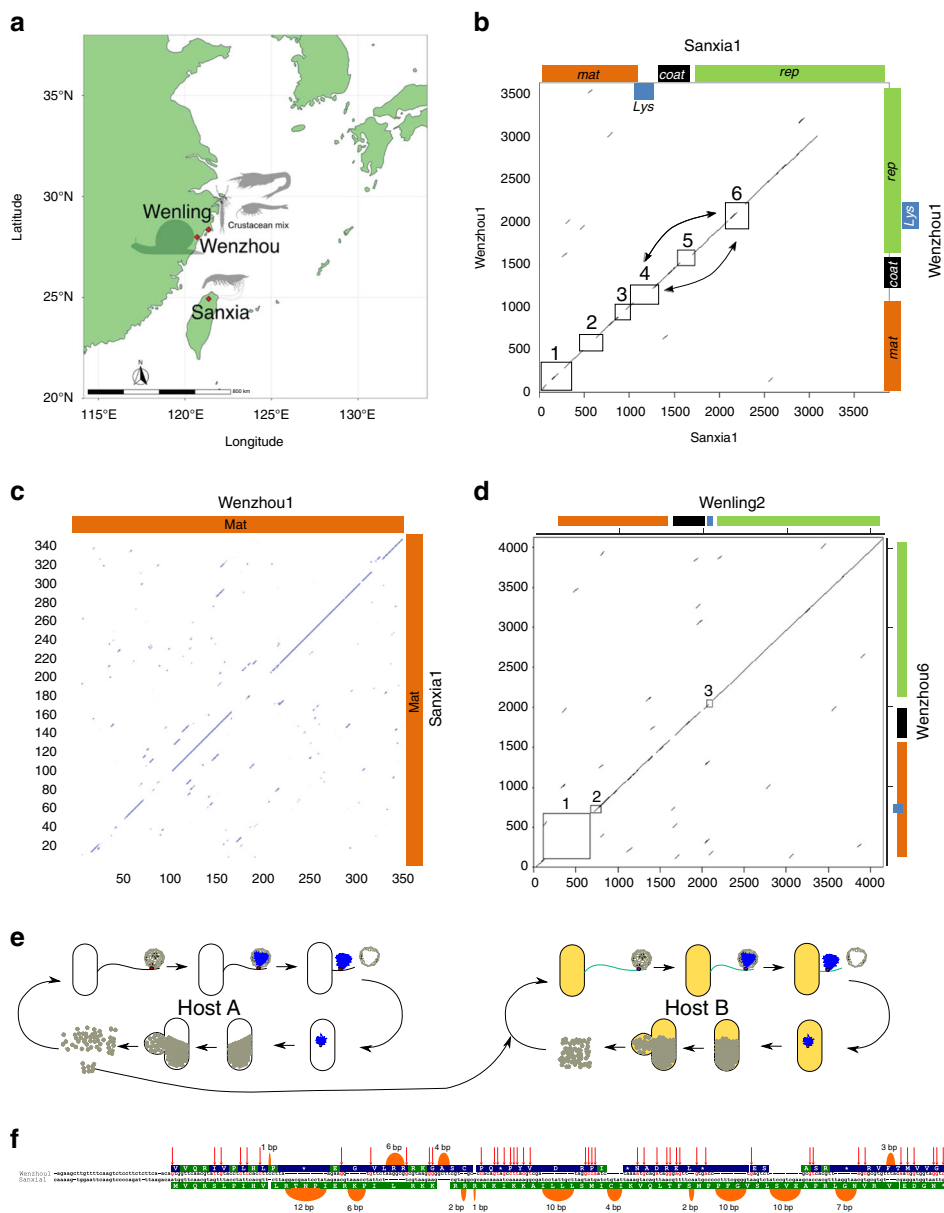 a
35°N
30°N
25°N
20°N
Latitude
Wenling
Crustacean mix
Wenzhou
Sanxia
N
800 km
115°E 120°E 125°E 130°E
Longitude
b
Sanxia1
mat coat rep
Lys
3500
3000
2500
2000
1500
1000
500
0
Wenzhou1
1 2 3 4 5 6
rep
Lys
coat
mat
Wenzhou1
0 500 1000 1500 2000 2500 3000 3500
Sanxia1
c
Wenzhou1
Mat
340
320
300
280
260
240
220
200
180
160
140
120
100
80
60
40
20
Mat
Sanxia1
50 100 150 200 250 300 350
d
Wenling2
4000
3500
3000
2500
2000
1500
1000
500
0
1 2 3
Wenzhou6
0 500 1000 1500 2000 2500 3000 3500 4000
e
Host A
Host B
f
1 bp 6 bp 4 bp 3 bp
Wenzhou1
Sanxia1
12 bp 6 bp 2 bp 1 bp 10 bp 4 bp 2 bp 10 bp 10 bp 7 bp